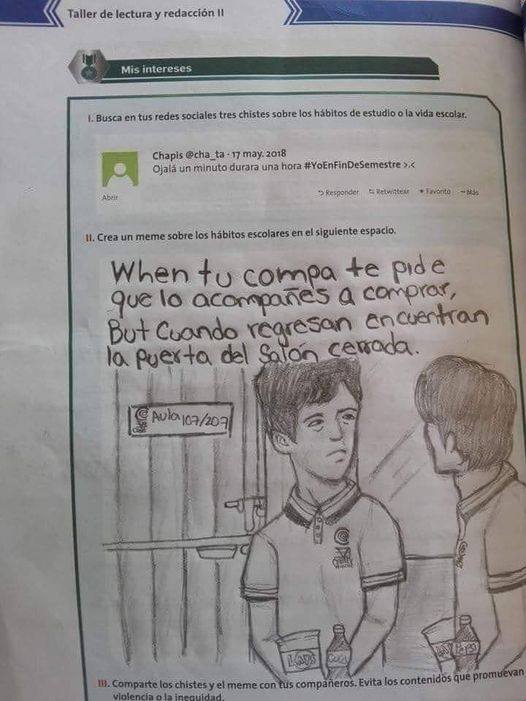 Taller de lectura y redacción II
Mis intereses
I. Busca en tus redes sociales tres chistes sobre los hábitos de estudio o la vida escolar.
Chapis @cha_ta · 17 may. 2018
Ojalá un minuto durara una hora #YoEnFinDeSemestre >.<
Abrir
Responder Retwittear Favorito Más
II. Crea un meme sobre los hábitos escolares en el siguiente espacio.
When tu compa te pide
que lo acompañes a comprar,
But Cuando regresan encuentran
la puerta del salón cerrada.
Aula 107/207
III. Comparte los chistes y el meme con tus compañeros. Evita los contenidos que promuevan
violencia o la inequidad.